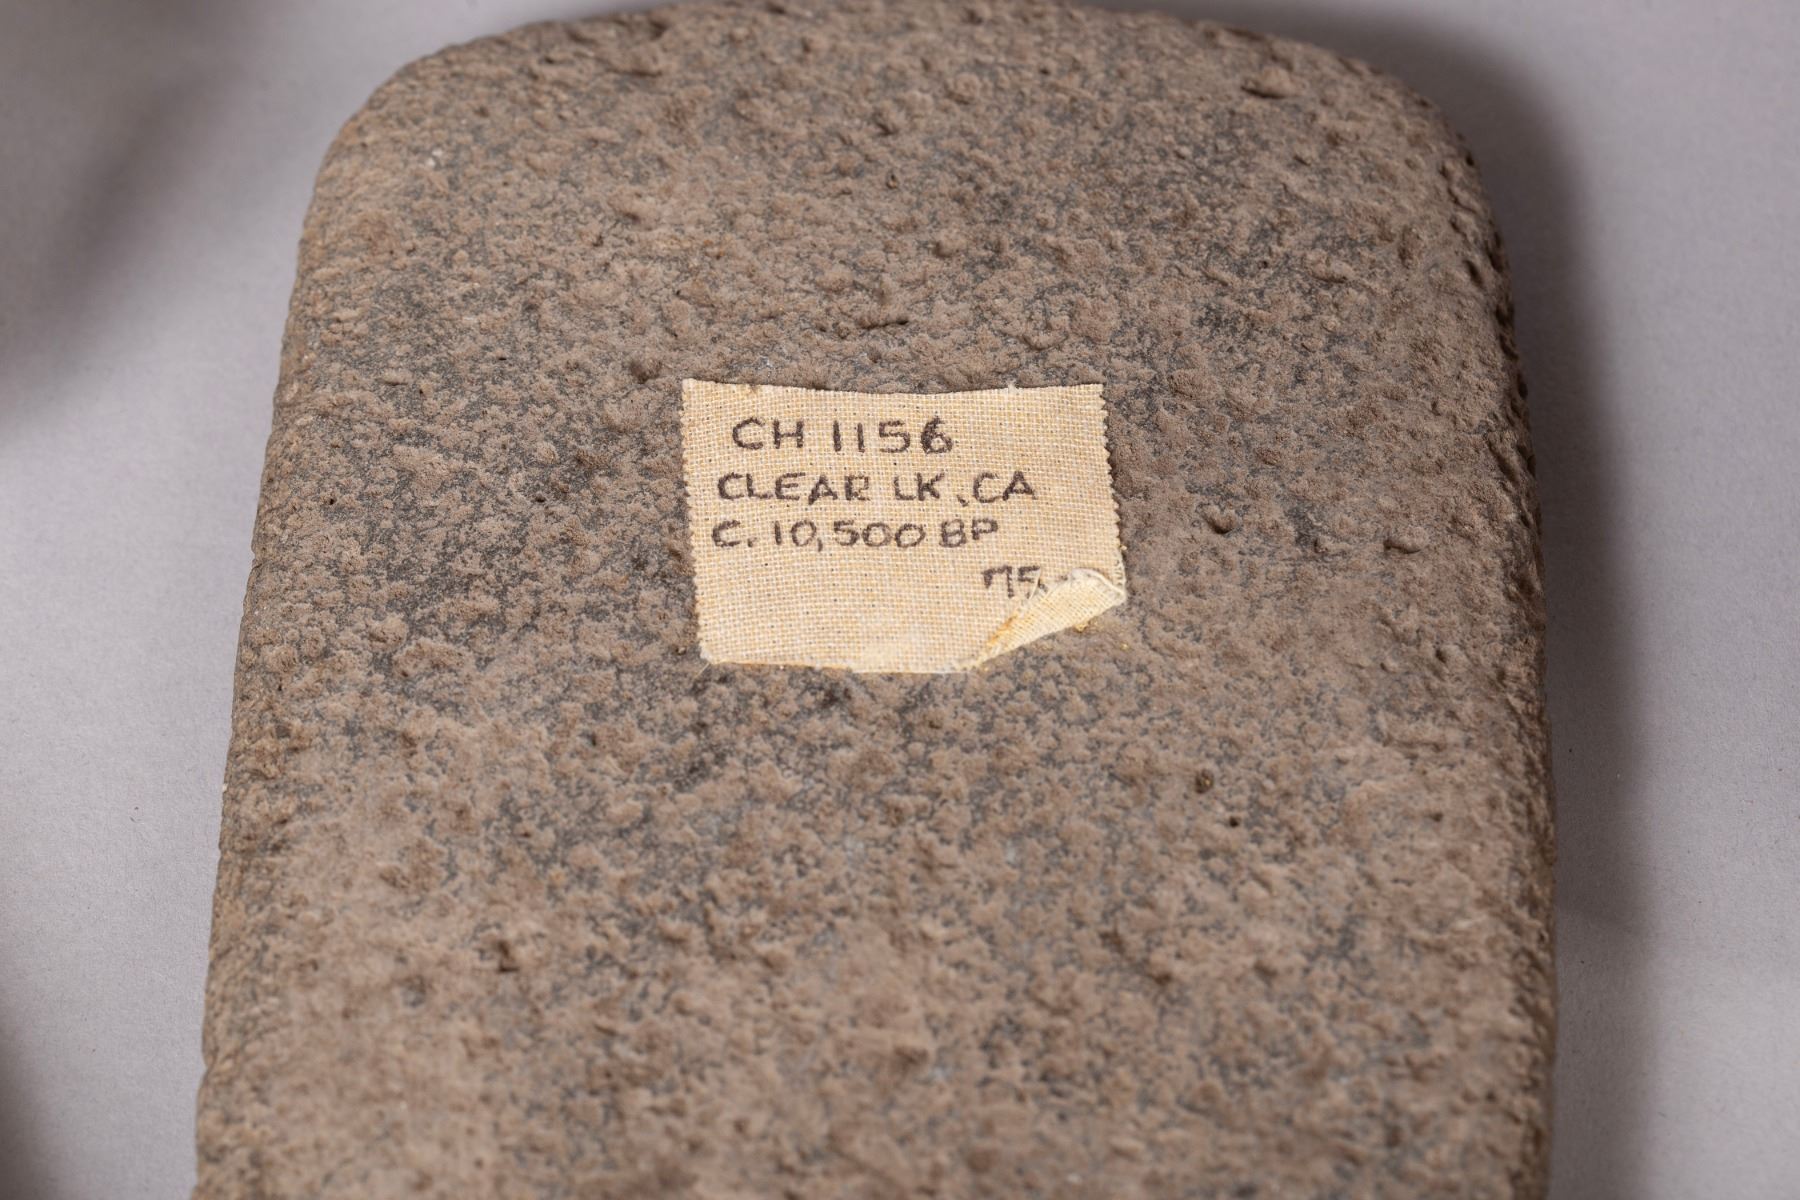 CH 1156
CLEAR LK, CA
C. 10,500 BP
75